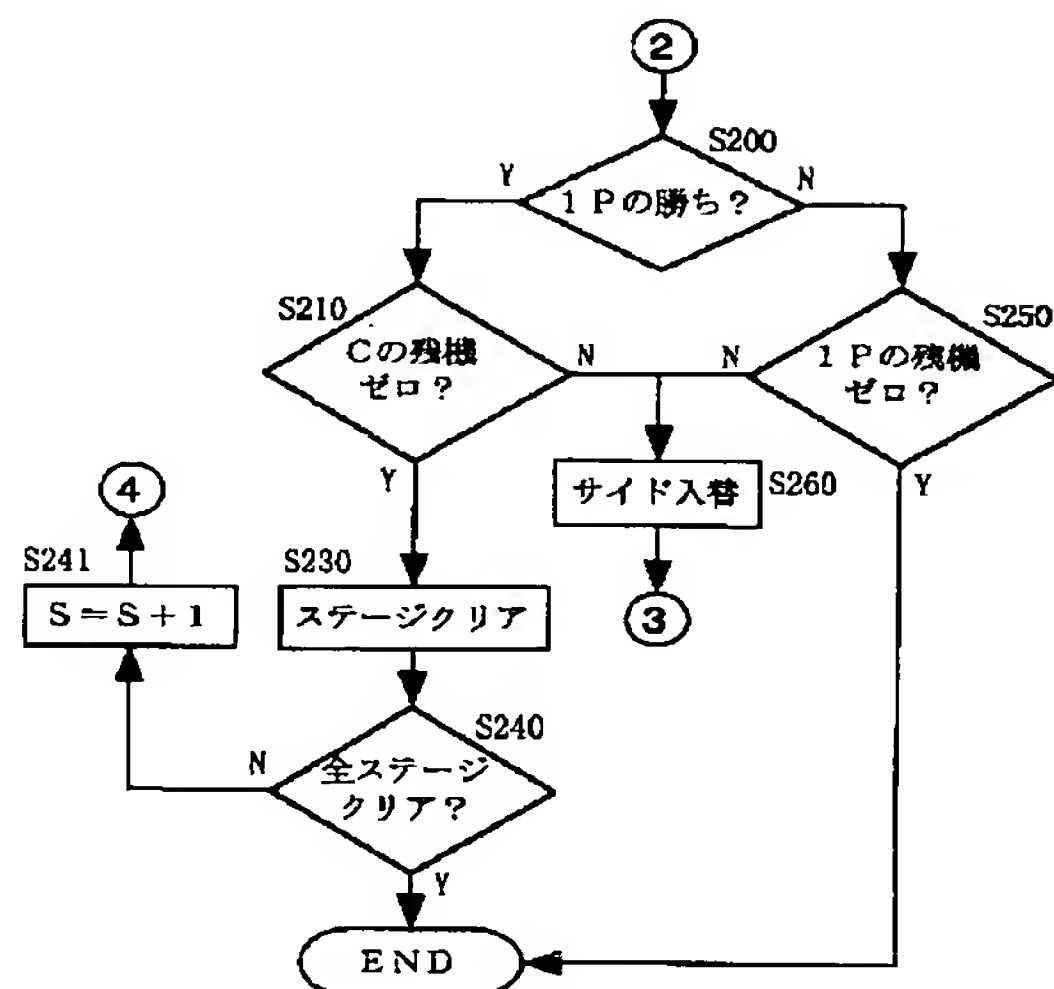 2
S200
Y
N
1Pの勝ち?
S210
S250
Cの残機
ゼロ?
N
N
1Pの残機
ゼロ?
Y
サイド入替
S260
Y
4
S241
S230
S=S+1
ステージクリア
3
S240
N
全ステージ
クリア?
Y
END